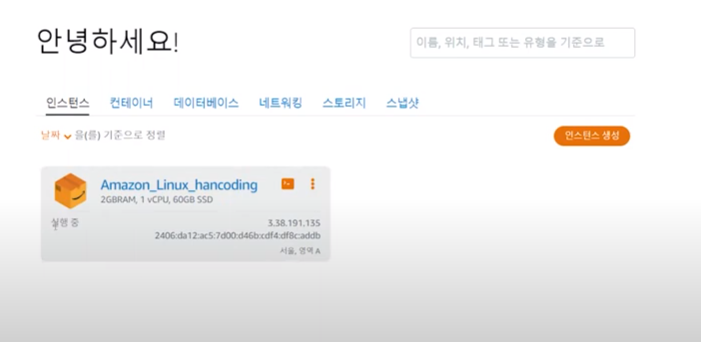 안녕하세요!
이름, 위치, 태그 또는 유형을 기준으로
인스턴스 컨테이너 데이터베이스 네트워킹 스토리지 스냅샷
날짜 을(를) 기준으로 정렬
인스턴스 생성
Amazon_Linux_hancoding
2GBRAM, 1 vCPU, 60GB SSD
실행 중
3.38.191.135
2406:da12:ac5:7d00:d46b:cdf4:df8c:addb
서울, 영역 A